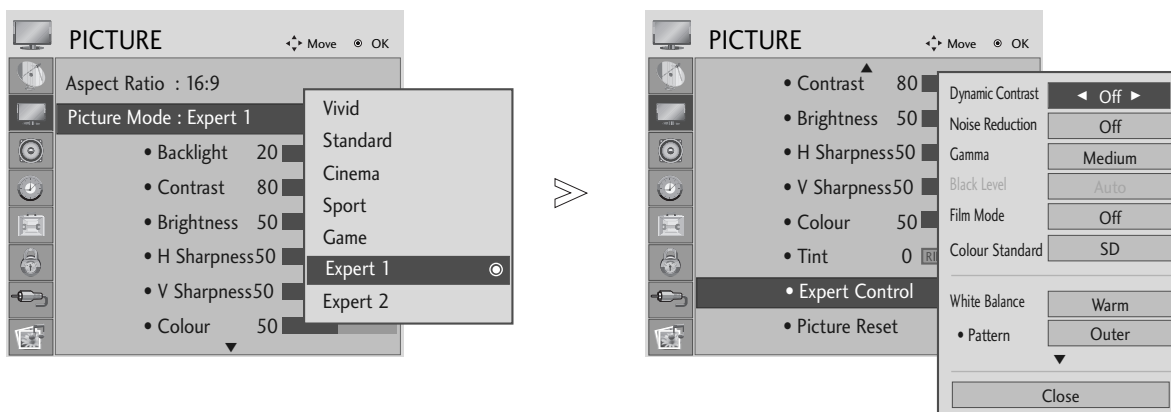 PICTURE
Move OK
Aspect Ratio : 16:9
Picture Mode : Expert 1
• Backlight 20
• Contrast 80
• Brightness 50
• H Sharpness50
• V Sharpness50
• Colour 50
Vivid
Standard
Cinema
Sport
Game
Expert 1
Expert 2
PICTURE
Move OK
• Contrast 80
• Brightness 50
• H Sharpness50
• V Sharpness50
• Colour 50
• Tint 0
• Expert Control
• Picture Reset
Dynamic Contrast Off
Noise Reduction Off
Gamma Medium
Black Level Auto
Film Mode Off
Colour Standard SD
White Balance Warm
• Pattern Outer
Close